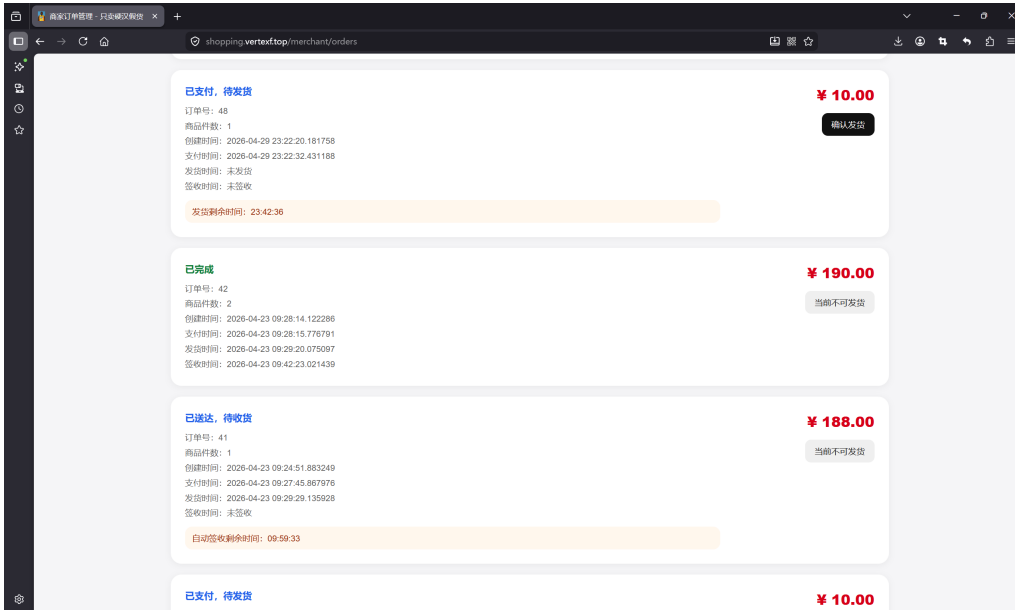 商家订单管理 - 只卖硬汉假货
shopping.vertexf.top/merchant/orders
已支付，待发货
¥ 10.00
订单号：48
确认发货
商品件数：1
创建时间：2026-04-29 23:22:20.181758
支付时间：2026-04-29 23:22:32.431188
发货时间：未发货
签收时间：未签收
发货剩余时间：23:42:36
已完成
¥ 190.00
订单号：42
当前不可发货
商品件数：2
创建时间：2026-04-23 09:28:14.122286
支付时间：2026-04-23 09:28:15.776791
发货时间：2026-04-23 09:29:20.075097
签收时间：2026-04-23 09:42:23.021439
已送达，待收货
¥ 188.00
订单号：41
当前不可发货
商品件数：1
创建时间：2026-04-23 09:24:51.883249
支付时间：2026-04-23 09:27:45.867976
发货时间：2026-04-23 09:29:29.135928
签收时间：未签收
自动签收剩余时间：09:59:33
已支付，待发货
¥ 10.00